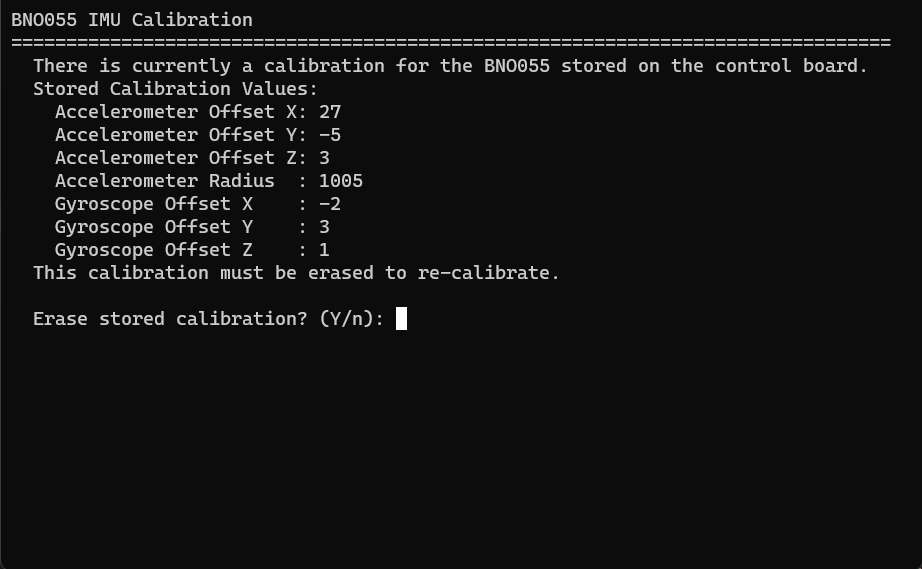 BNO055 IMU Calibration
================================================================================
  There is currently a calibration for the BNO055 stored on the control board.
  Stored Calibration Values:
    Accelerometer Offset X: 27
    Accelerometer Offset Y: -5
    Accelerometer Offset Z: 3
    Accelerometer Radius  : 1005
    Gyroscope Offset X    : -2
    Gyroscope Offset Y    : 3
    Gyroscope Offset Z    : 1
  This calibration must be erased to re-calibrate.

  Erase stored calibration? (Y/n):